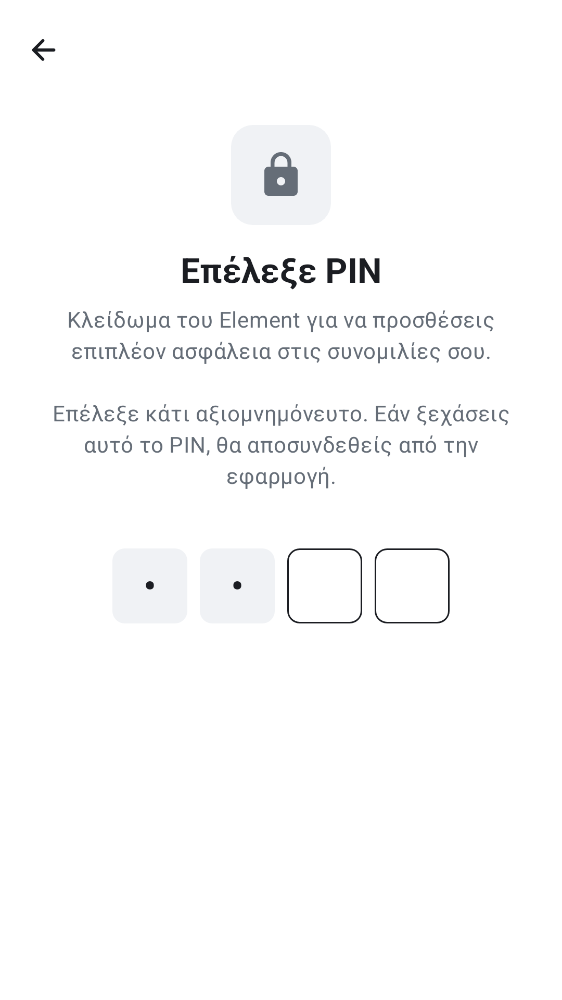 Επέλεξε PIN
Κλείδωμα του Element για να προσθέσεις
επιπλέον ασφάλεια στις συνομιλίες σου.
Επέλεξε κάτι αξιομνημόνευτο. Εάν ξεχάσεις
αυτό το PIN, θα αποσυνδεθείς από την
εφαρμογή.